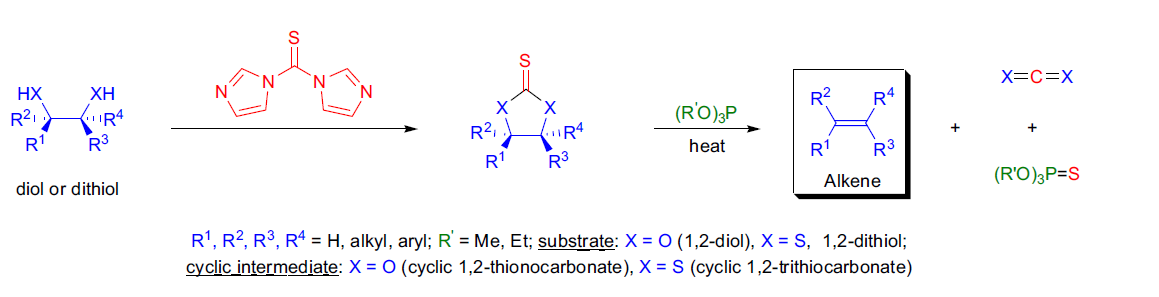 HX XH
R² R⁴
R¹ R³
diol or dithiol
S
N N N N
S
X X
R² R⁴
R¹ R³
(R'O)₃P
heat
R² R⁴
R¹ R³
Alkene
+
X=C=X
+
(R'O)₃P=S
R¹, R², R³, R⁴ = H, alkyl, aryl; R' = Me, Et; substrate: X = O (1,2-diol), X = S, 1,2-dithiol;
cyclic intermediate: X = O (cyclic 1,2-thionocarbonate), X = S (cyclic 1,2-trithiocarbonate)